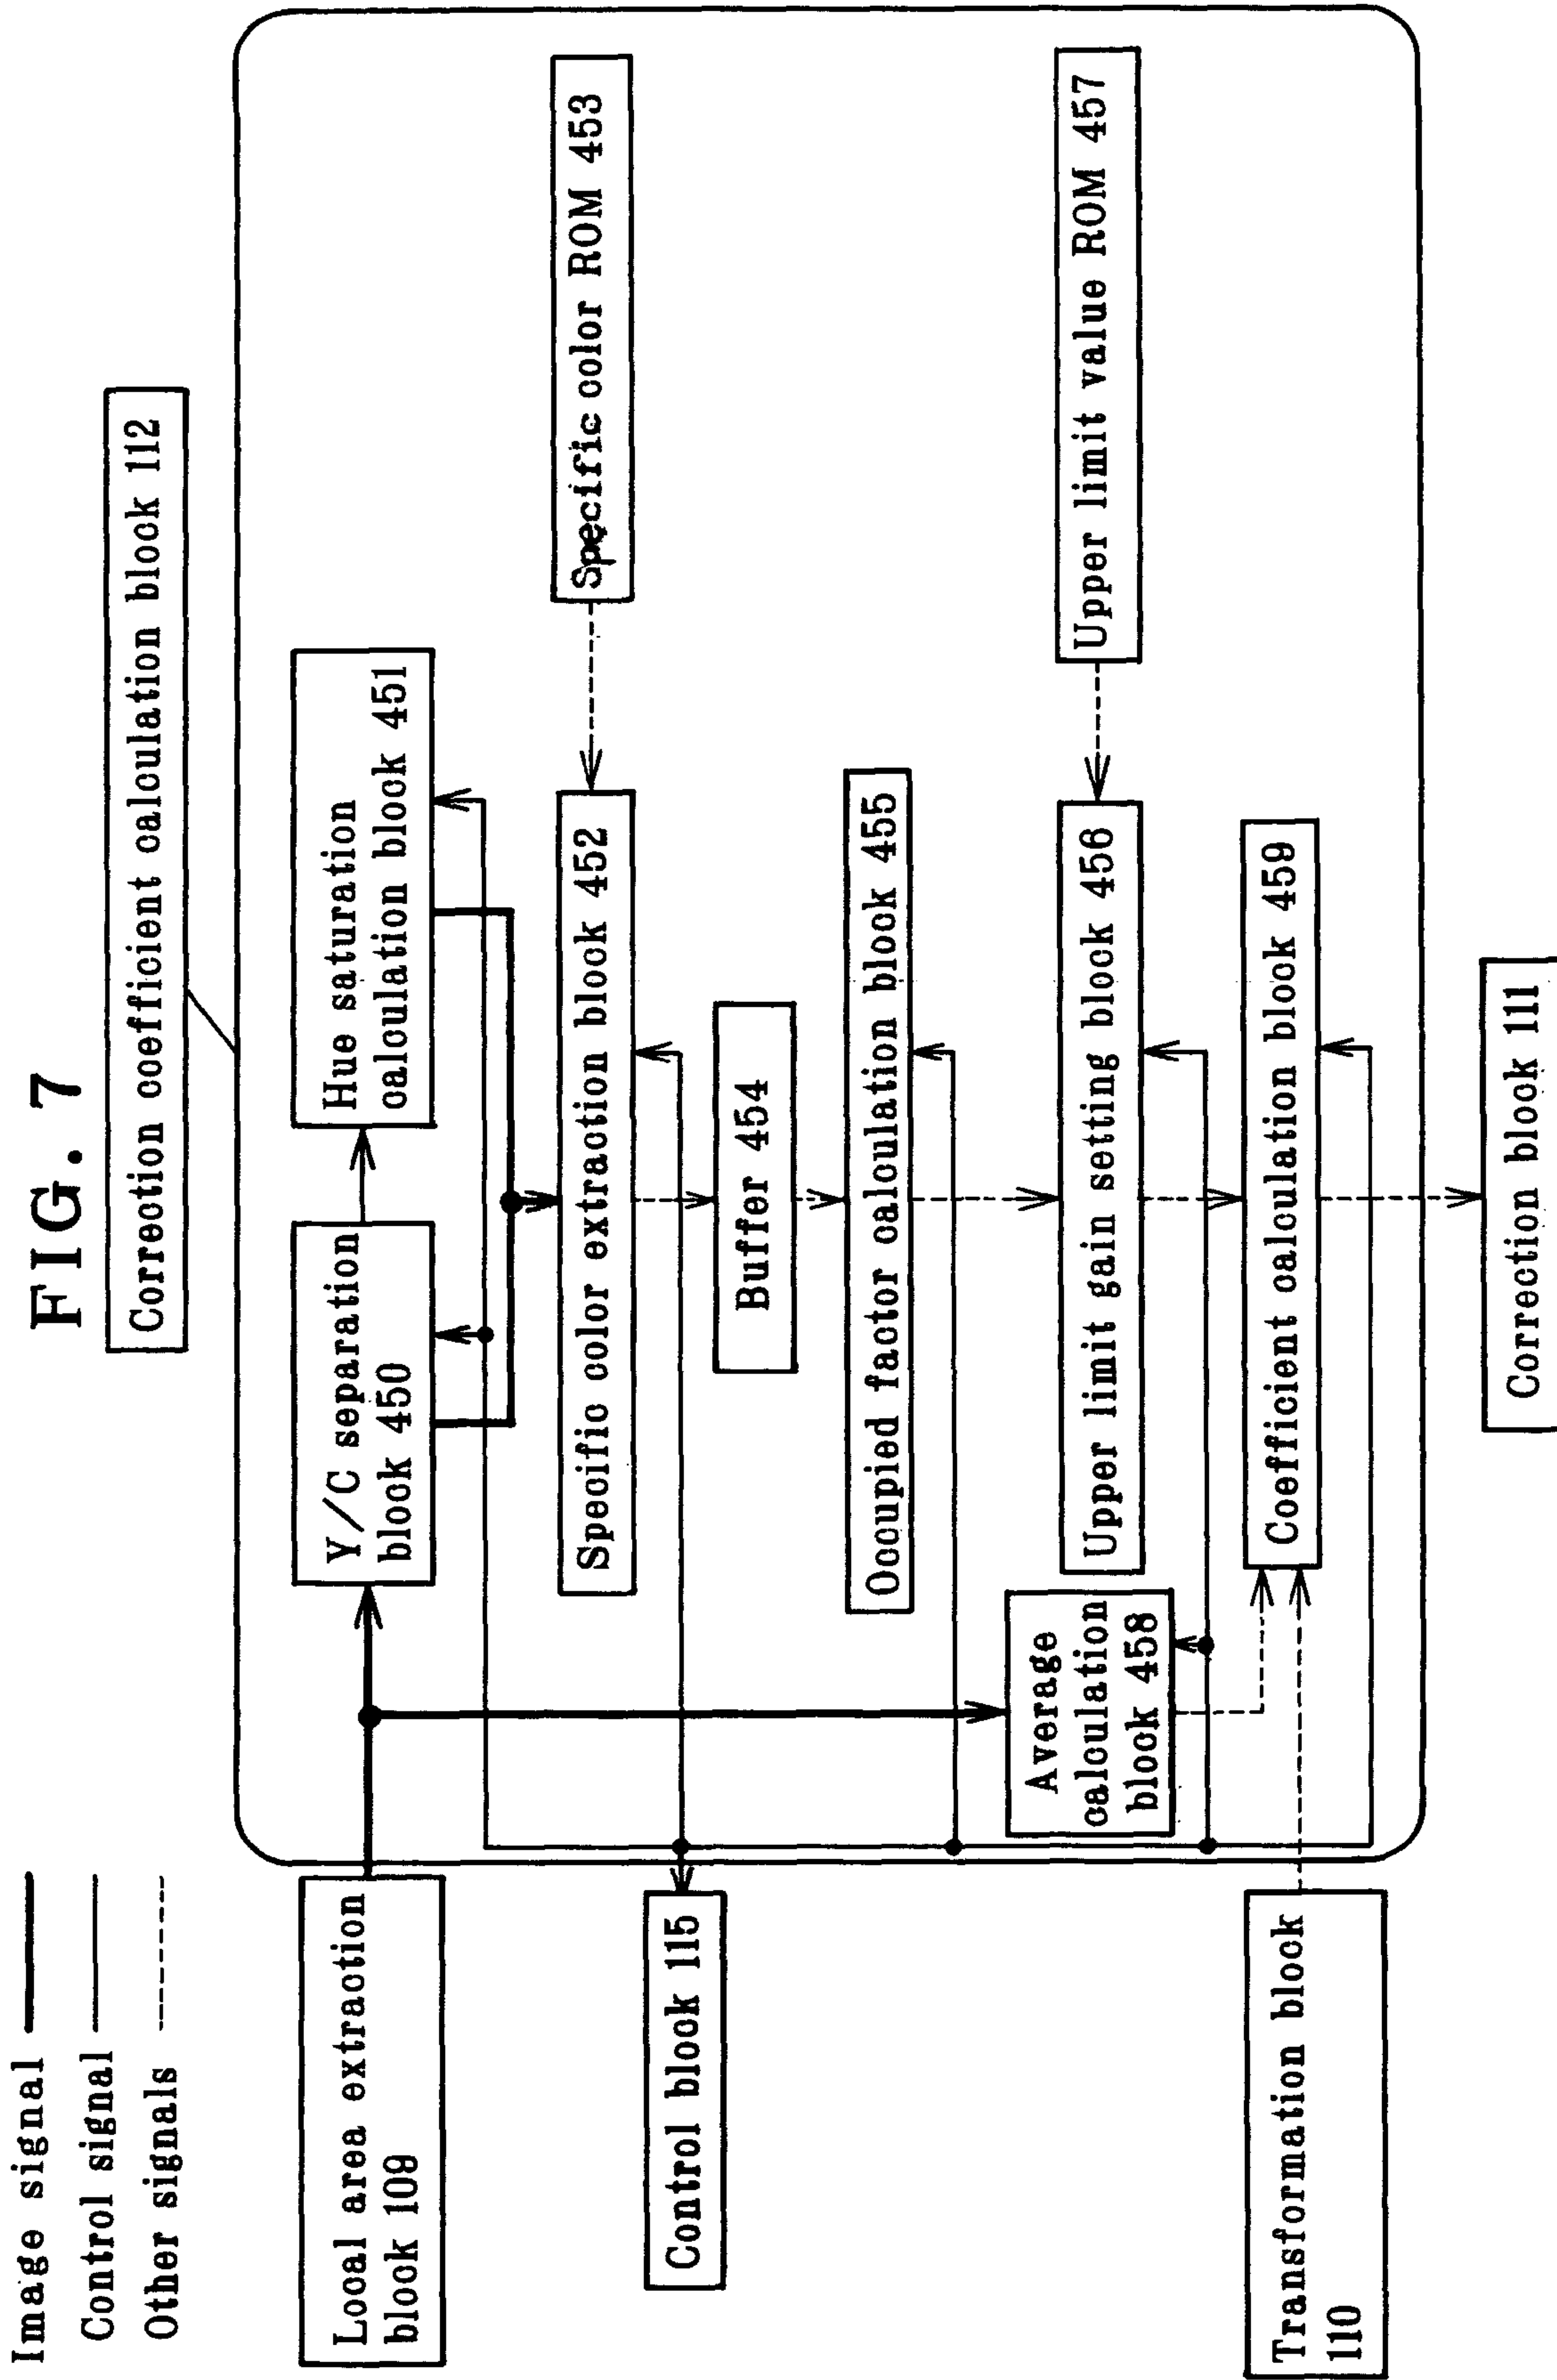 FIG. 7
Image signal
Control signal
Other signals
Correction coefficient calculation block 112
Local area extraction
block 109
Y/C separation
block 450
Hue saturation
calculation block 451
Control block 115
Specific color extraction block 452
Specific color ROM 453
Buffer 454
Occupied factor calculation block 455
Average
calculation
block 458
Upper limit gain setting block 456
Upper limit value ROM 457
Transformation block
110
Coefficient calculation block 459
Correction block 111